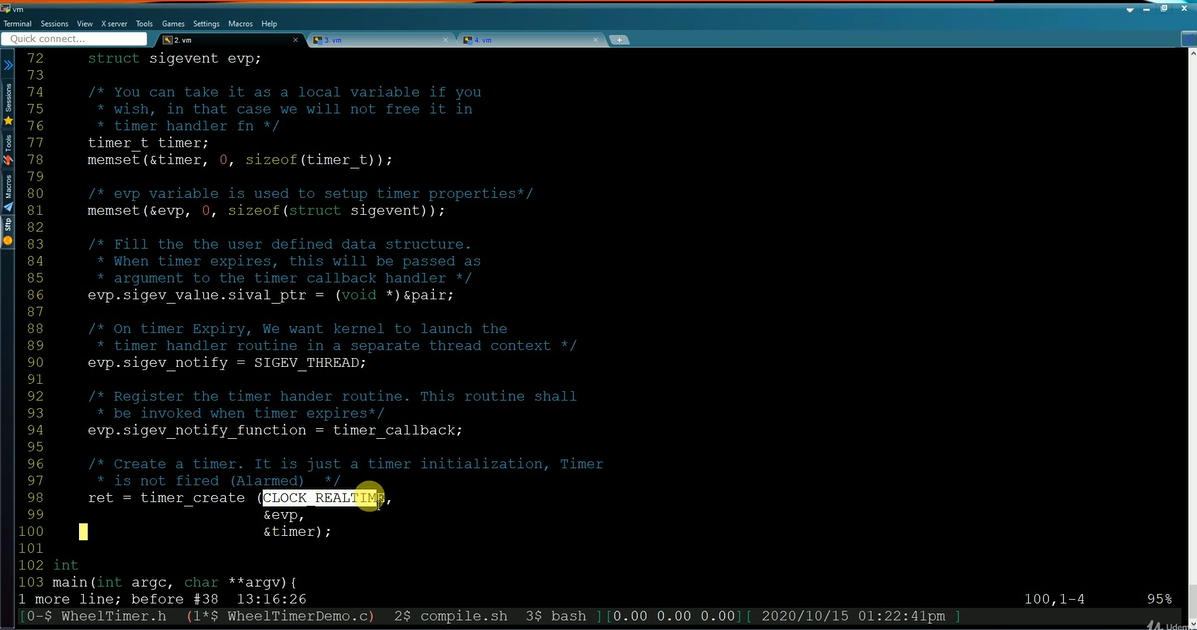 vm
Terminal Sessions View X server Tools Games Settings Macros Help
Quick connect... 2. vm 3. vm 4. vm
Sessions
Tools
Macros
Sftp
72 struct sigevent evp;
73
74 /* You can take it as a local variable if you
75 * wish, in that case we will not free it in
76 * timer handler fn */
77 timer_t timer;
78 memset(&timer, 0, sizeof(timer_t));
79
80 /* evp variable is used to setup timer properties*/
81 memset(&evp, 0, sizeof(struct sigevent));
82
83 /* Fill the the user defined data structure.
84 * When timer expires, this will be passed as
85 * argument to the timer callback handler */
86 evp.sigev_value.sival_ptr = (void *)&pair;
87
88 /* On timer Expiry, We want kernel to launch the
89 * timer handler routine in a separate thread context */
90 evp.sigev_notify = SIGEV_THREAD;
91
92 /* Register the timer hander routine. This routine shall
93 * be invoked when timer expires*/
94 evp.sigev_notify_function = timer_callback;
95
96 /* Create a timer. It is just a timer initialization, Timer
97 * is not fired (Alarmed) */
98 ret = timer_create (CLOCK_REALTIME,
99 &evp,
100 &timer);
101
102 int
103 main(int argc, char **argv){
1 more line; before #38 13:16:26 100,1-4 95%
[0-$ WheelTimer.h (1*$ WheelTimerDemo.c) 2$ compile.sh 3$ bash ][0.00 0.00 0.00][ 2020/10/15 01:22:41pm ]